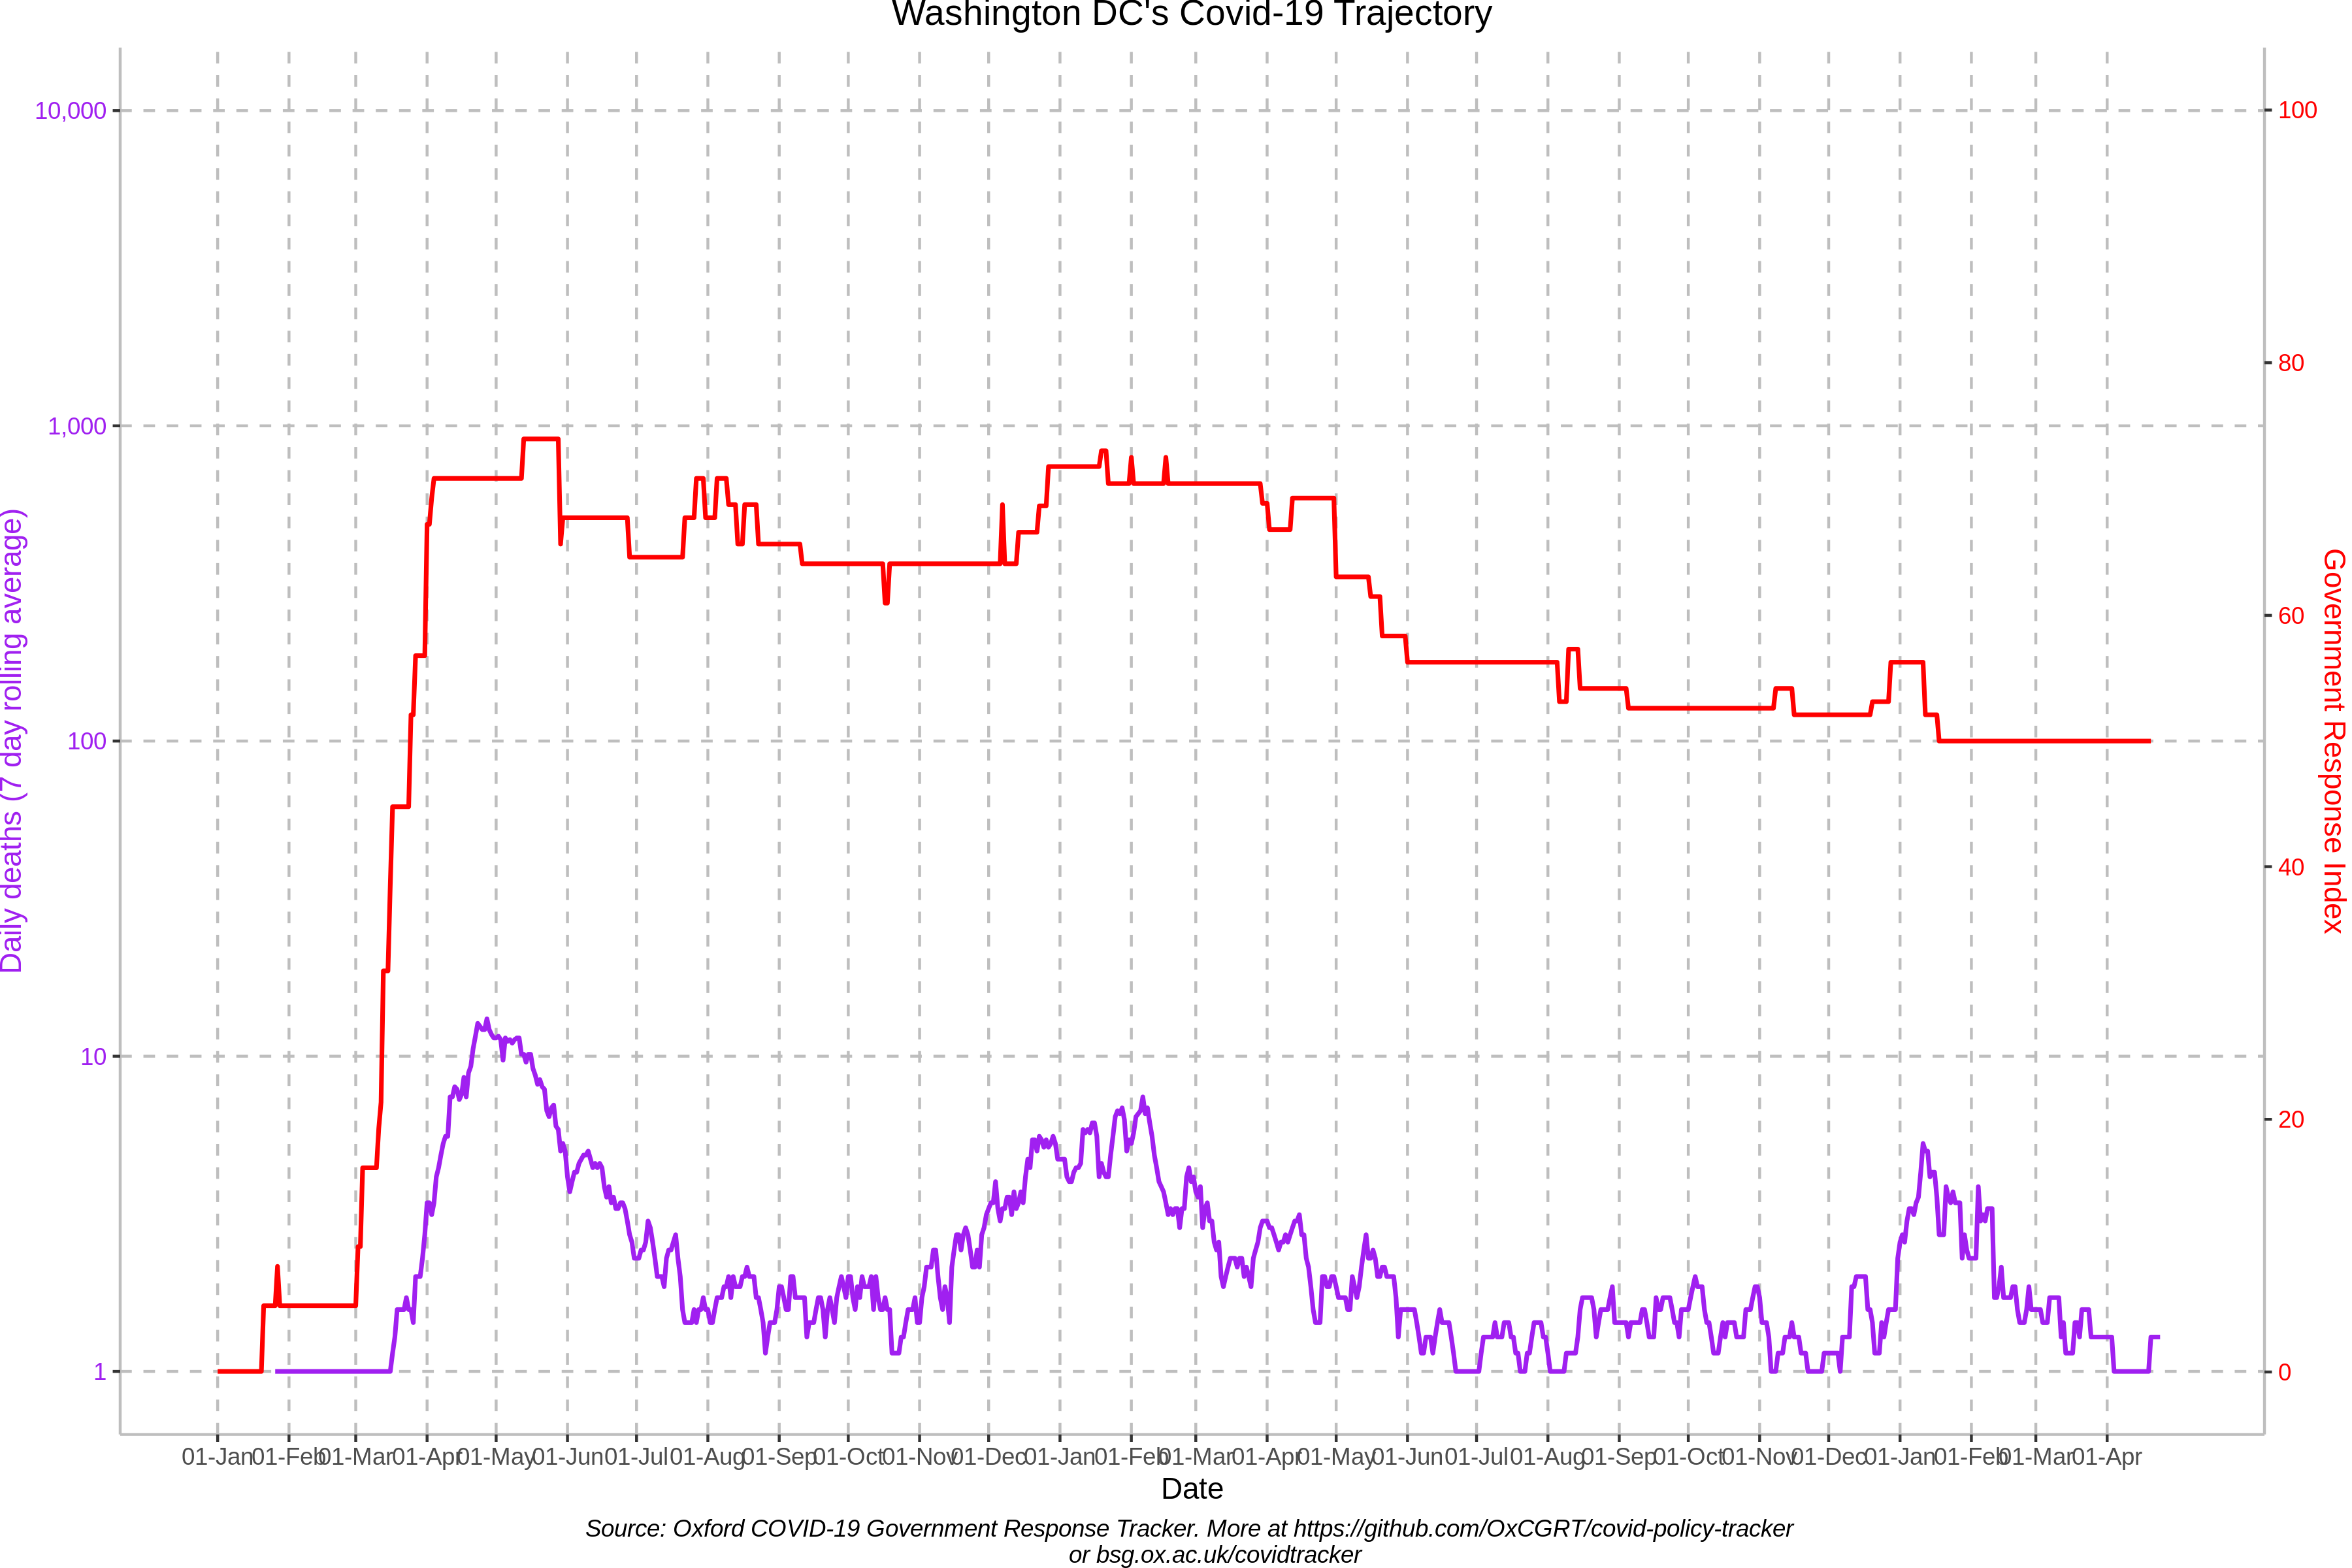 Washington DC's Covid-19 Trajectory
10,000
1,000
100
10
1
Daily deaths (7 day rolling average)
100
80
60
40
20
0
Government Response Index
01-Jan 01-Feb 01-Mar 01-Apr 01-May 01-Jun 01-Jul 01-Aug 01-Sep 01-Oct 01-Nov 01-Dec 01-Jan 01-Feb 01-Mar 01-Apr 01-May 01-Jun 01-Jul 01-Aug 01-Sep 01-Oct 01-Nov 01-Dec 01-Jan 01-Feb 01-Mar 01-Apr
Date
Source: Oxford COVID-19 Government Response Tracker. More at https://github.com/OxCGRT/covid-policy-tracker
or bsg.ox.ac.uk/covidtracker